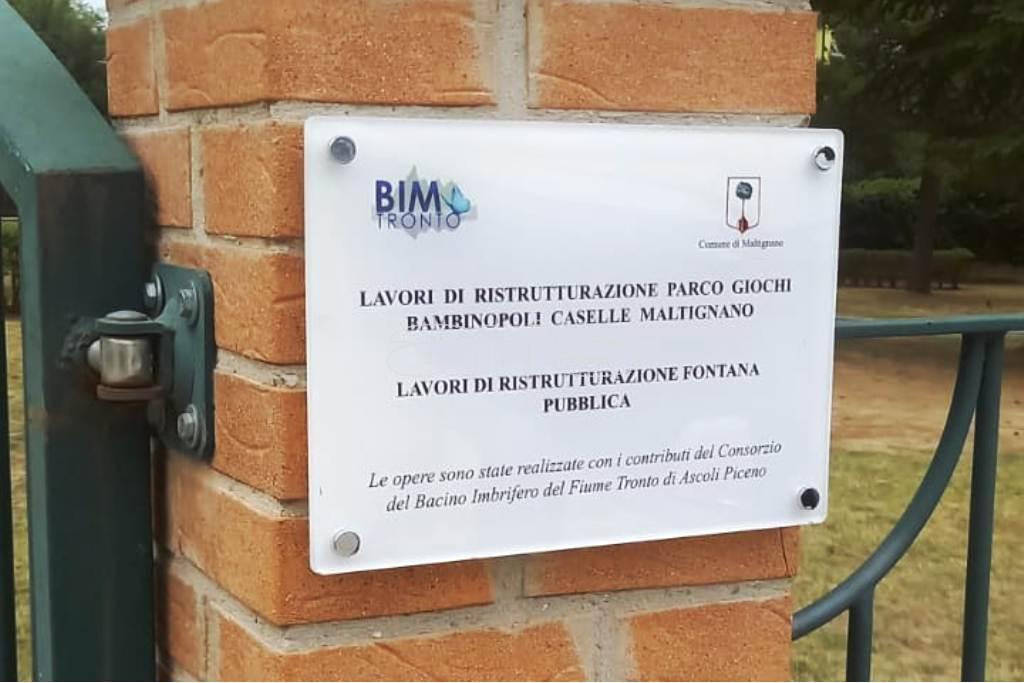 BIM
TRONTO
Comune di Maltignano
LAVORI DI RISTRUTTURAZIONE PARCO GIOCHI
BAMBINOPOLI CASELLE MALTIGNANO
LAVORI DI RISTRUTTURAZIONE FONTANA
PUBBLICA
Le opere sono state realizzate con i contributi del Consorzio
del Bacino Imbrifero del Fiume Tronto di Ascoli Piceno